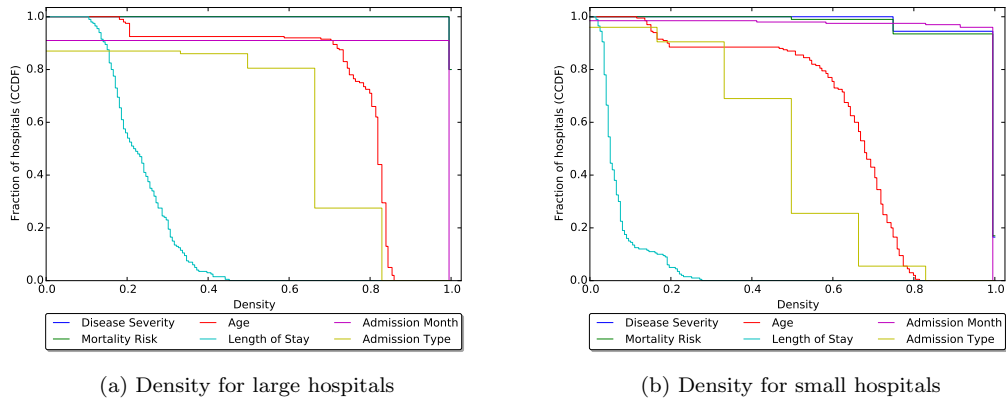 1.0
0.8
0.6
0.4
0.2
0.0
Fraction of hospitals (CCDF)
0.0 0.2 0.4 0.6 0.8 1.0
Density
Disease Severity Age Admission Month
Mortality Risk Length of Stay Admission Type
(a) Density for large hospitals
1.0
0.8
0.6
0.4
0.2
0.0
Fraction of hospitals (CCDF)
0.0 0.2 0.4 0.6 0.8 1.0
Density
Disease Severity Age Admission Month
Mortality Risk Length of Stay Admission Type
(b) Density for small hospitals